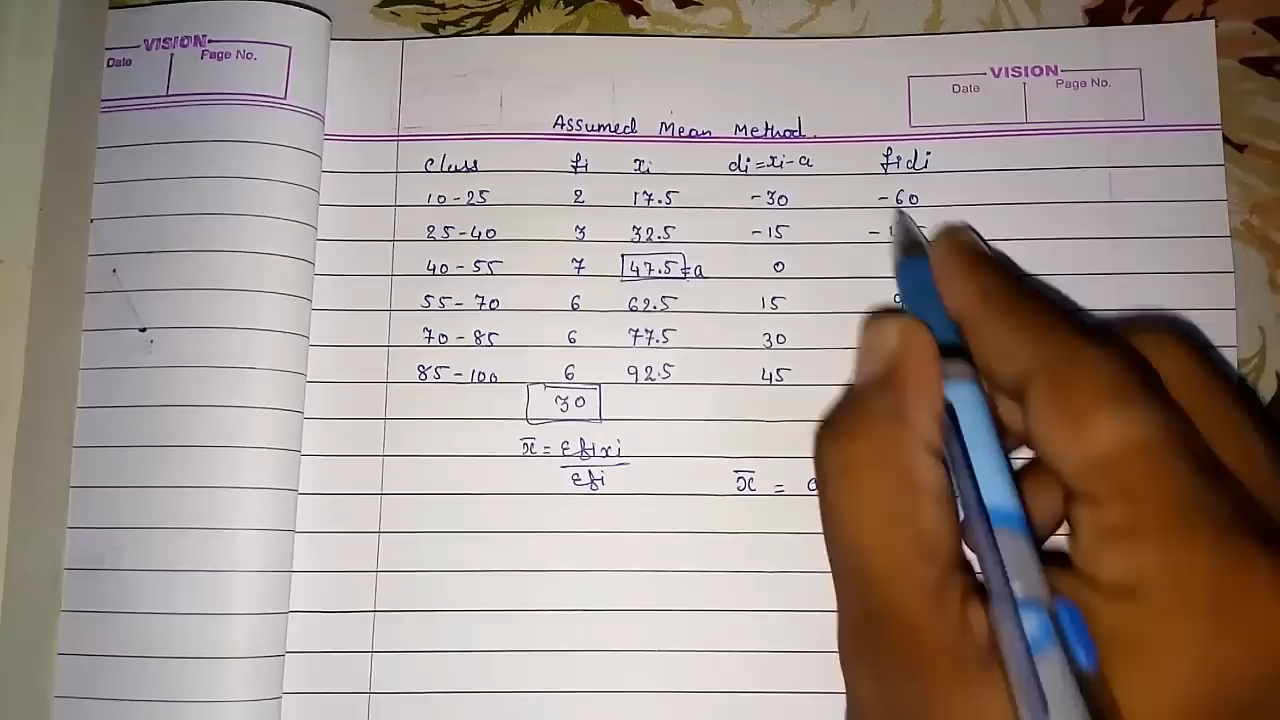 VISION
Date Page No.
VISION
Date Page No.
Assumed Mean Method.
Class fi xi di = xi - a fidi
10 - 25 2 17.5 -30 -60
25 - 40 3 32.5 -15
40 - 55 7 47.5 = a 0
55 - 70 6 62.5 15
70 - 85 6 77.5 30
85 - 100 6 92.5 45
30
x̄ = Σfixi
Σfi
x̄ =